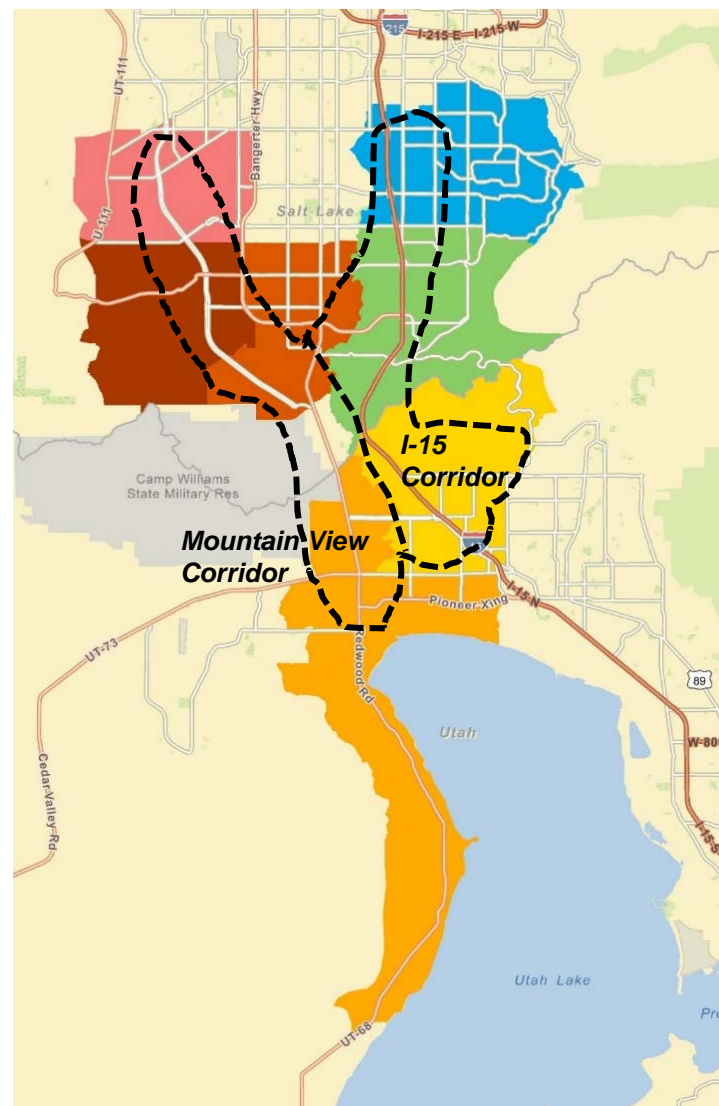 215
I-215 E
I-215 W
UT-111
Bangerter-Hwy
Salt Lake
U-111
I-15
Corridor
Camp Williams
State Military Res
Mountain View
Corridor
I-15-N
Pioneer-Xing
UT-73
Redwood Rd
89
Utah
W-800
Cedar-Valley-Rd
I-15-S
Utah Lake
UT-68